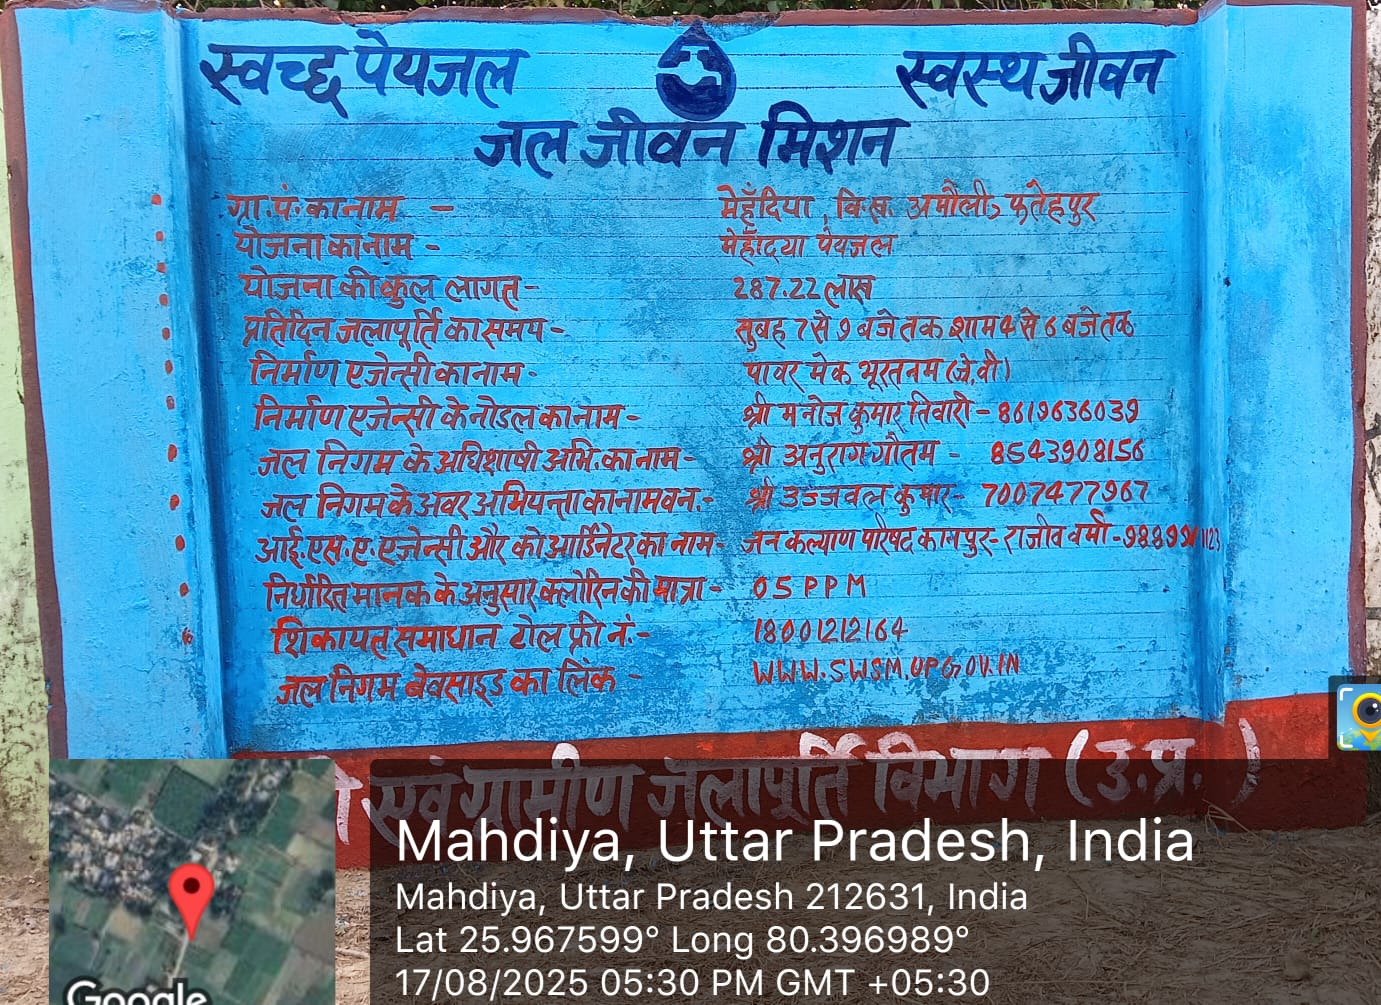 स्वच्छ पेयजल स्वस्थ जीवन
जल जीवन मिशन
ग्रा.पं. का नाम - मेहँदिया, वि.ख. अमौली, फतेहपुर
योजना का नाम - मेहँदिया पेयजल
योजना की कुल लागत - 287.22 लाख
प्रतिदिन जलापूर्ति का समय - सुबह 7 से 9 बजे तक शाम 4 से 6 बजे तक
निर्माण एजेन्सी का नाम - पावर मेक भूरतनम (जे.वी)
निर्माण एजेन्सी के नोडल का नाम - श्री मनोज कुमार तिवारी - 8619636039
जल निगम के अधिशाषी अभि. का नाम - श्री अनुराग गौतम - 8543908156
जल निगम के अवर अभियन्ता का नाम व न. - श्री उज्जवल कुमार - 7007477967
आई.एस.ए. एजेन्सी और को आर्डिनेटर का नाम - जन कल्याण परिषद कानपुर - राजीव वर्मा -
निर्धारित मानक के अनुसार क्लोरिन की मात्रा - 05 PPM
शिकायत समाधान टोल फ्री नं. - 18001212164
जल निगम बेवसाइड का लिंक - WWW.SWSM.UPGOV.IN
एवं ग्रामीण जलापूर्ति विभाग (उ.प्र.)
Mahdiya, Uttar Pradesh, India
Mahdiya, Uttar Pradesh 212631, India
Lat 25.967599° Long 80.396989°
17/08/2025 05:30 PM GMT +05:30
Google